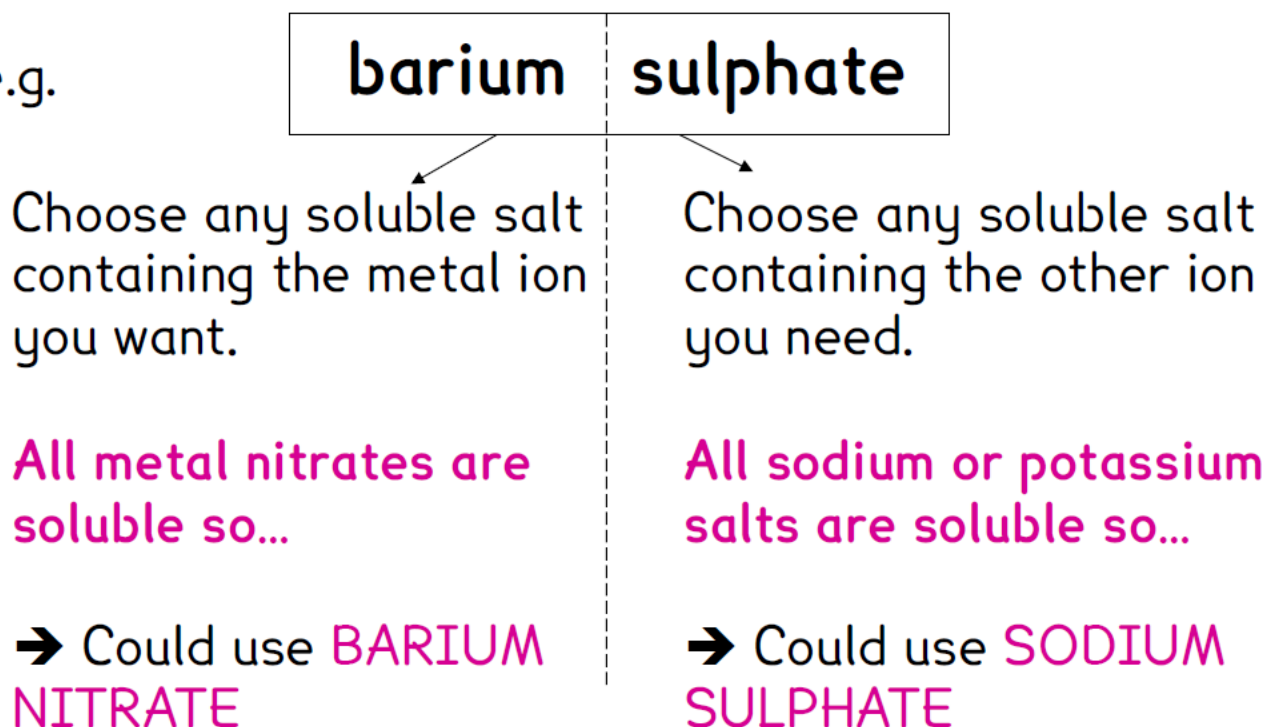 e.g.
barium sulphate
Choose any soluble salt
containing the metal ion
you want.
All metal nitrates are
soluble so...
➔ Could use BARIUM
NITRATE
Choose any soluble salt
containing the other ion
you need.
All sodium or potassium
salts are soluble so...
➔ Could use SODIUM
SULPHATE